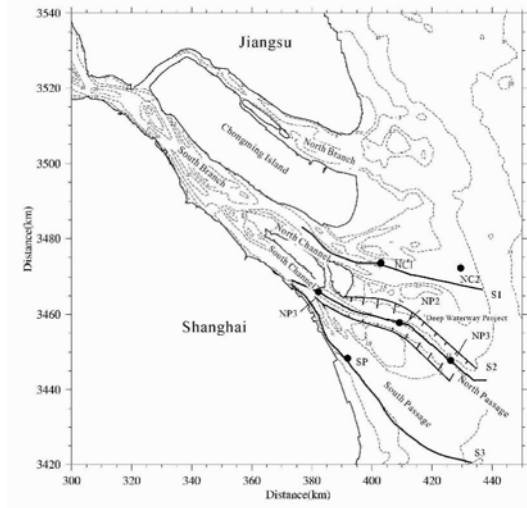 3540
Jiangsu
3520
North Branch
3500
Chongming Island
South Branch
Distance(km)
3480
North Channel
NC1
NC2
South Channel
S1
NP2
3460
Deep Waterway Project
Shanghai
NP3
NP3
S2
SP
North Passage
3440
South Passage
S3
3420
300
320
340
360
380
400
420
440
Distance(km)